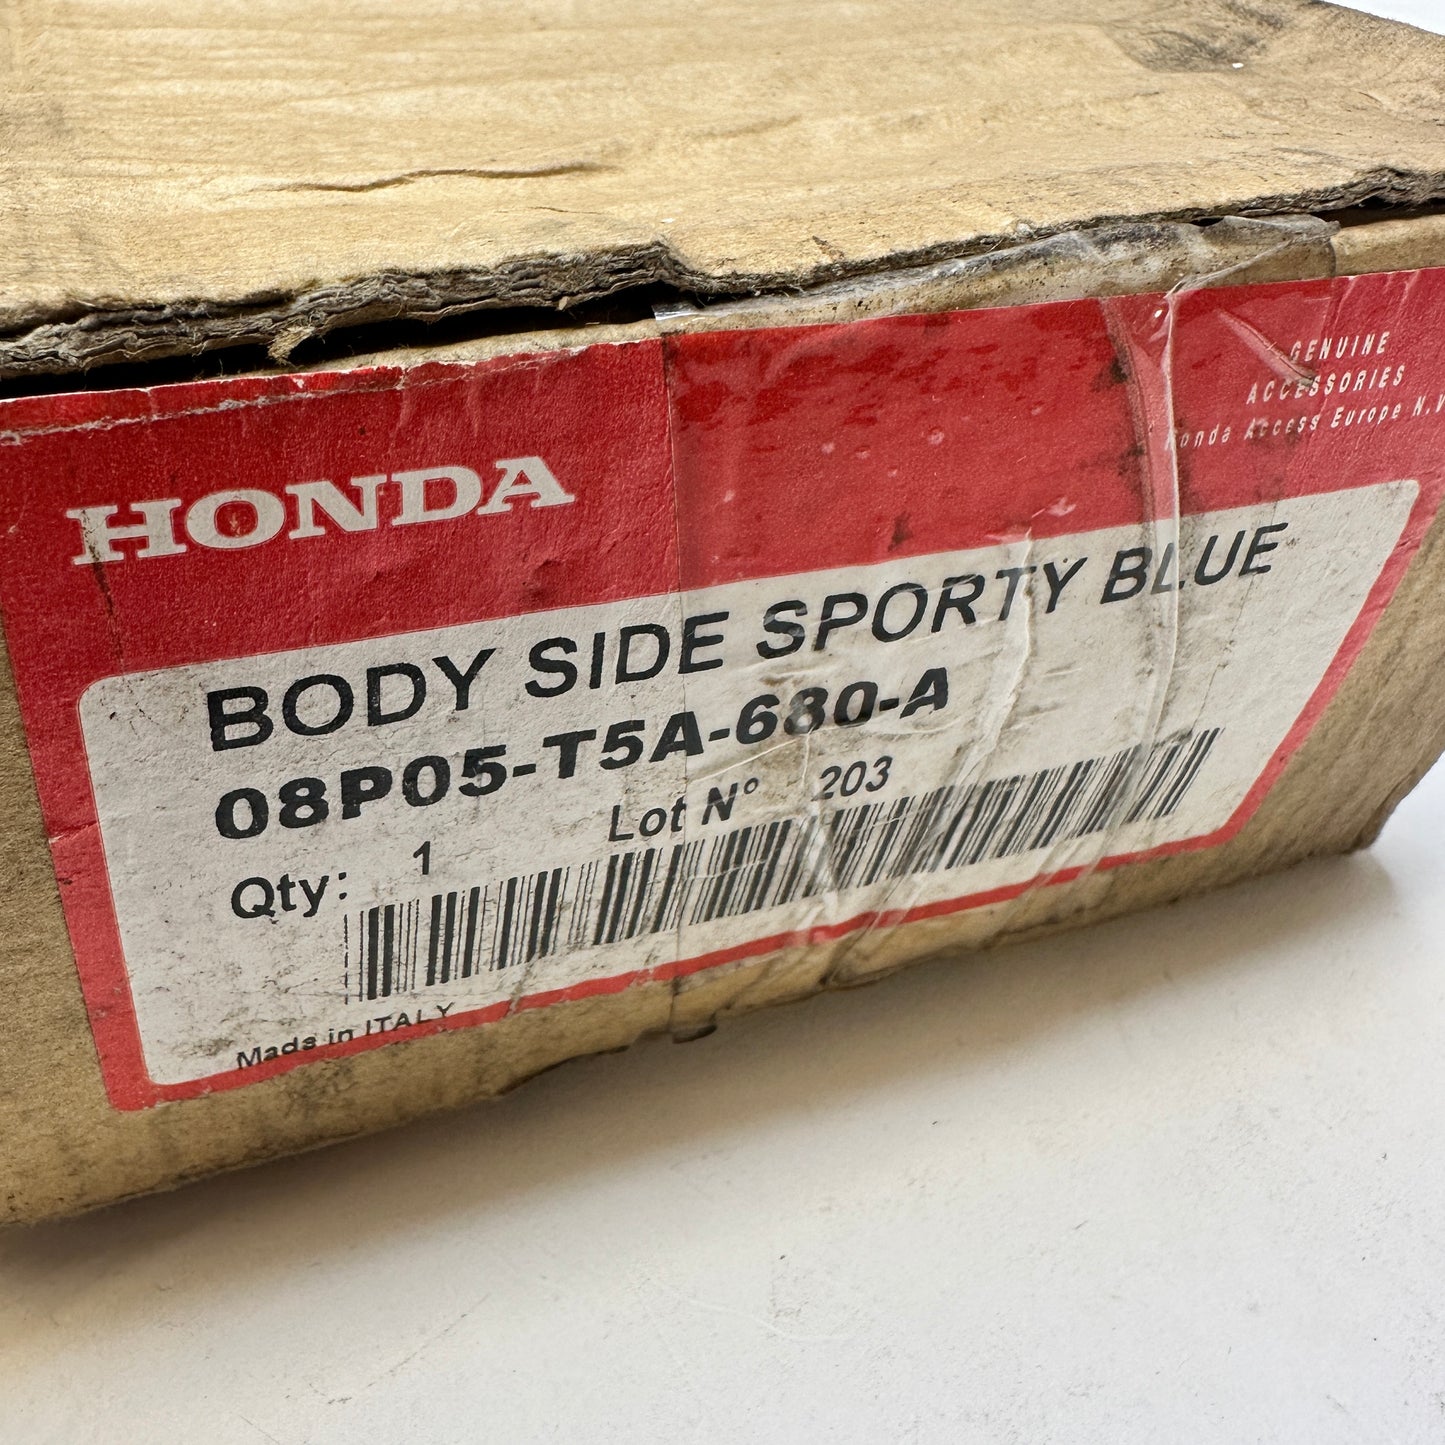 HONDA
GENUINE
ACCESSORIES
Honda Access Europe N.V
BODY SIDE SPORTY BLUE
08P05-T5A-680-A
Lot N° 203
Qty: 1
Made in ITALY